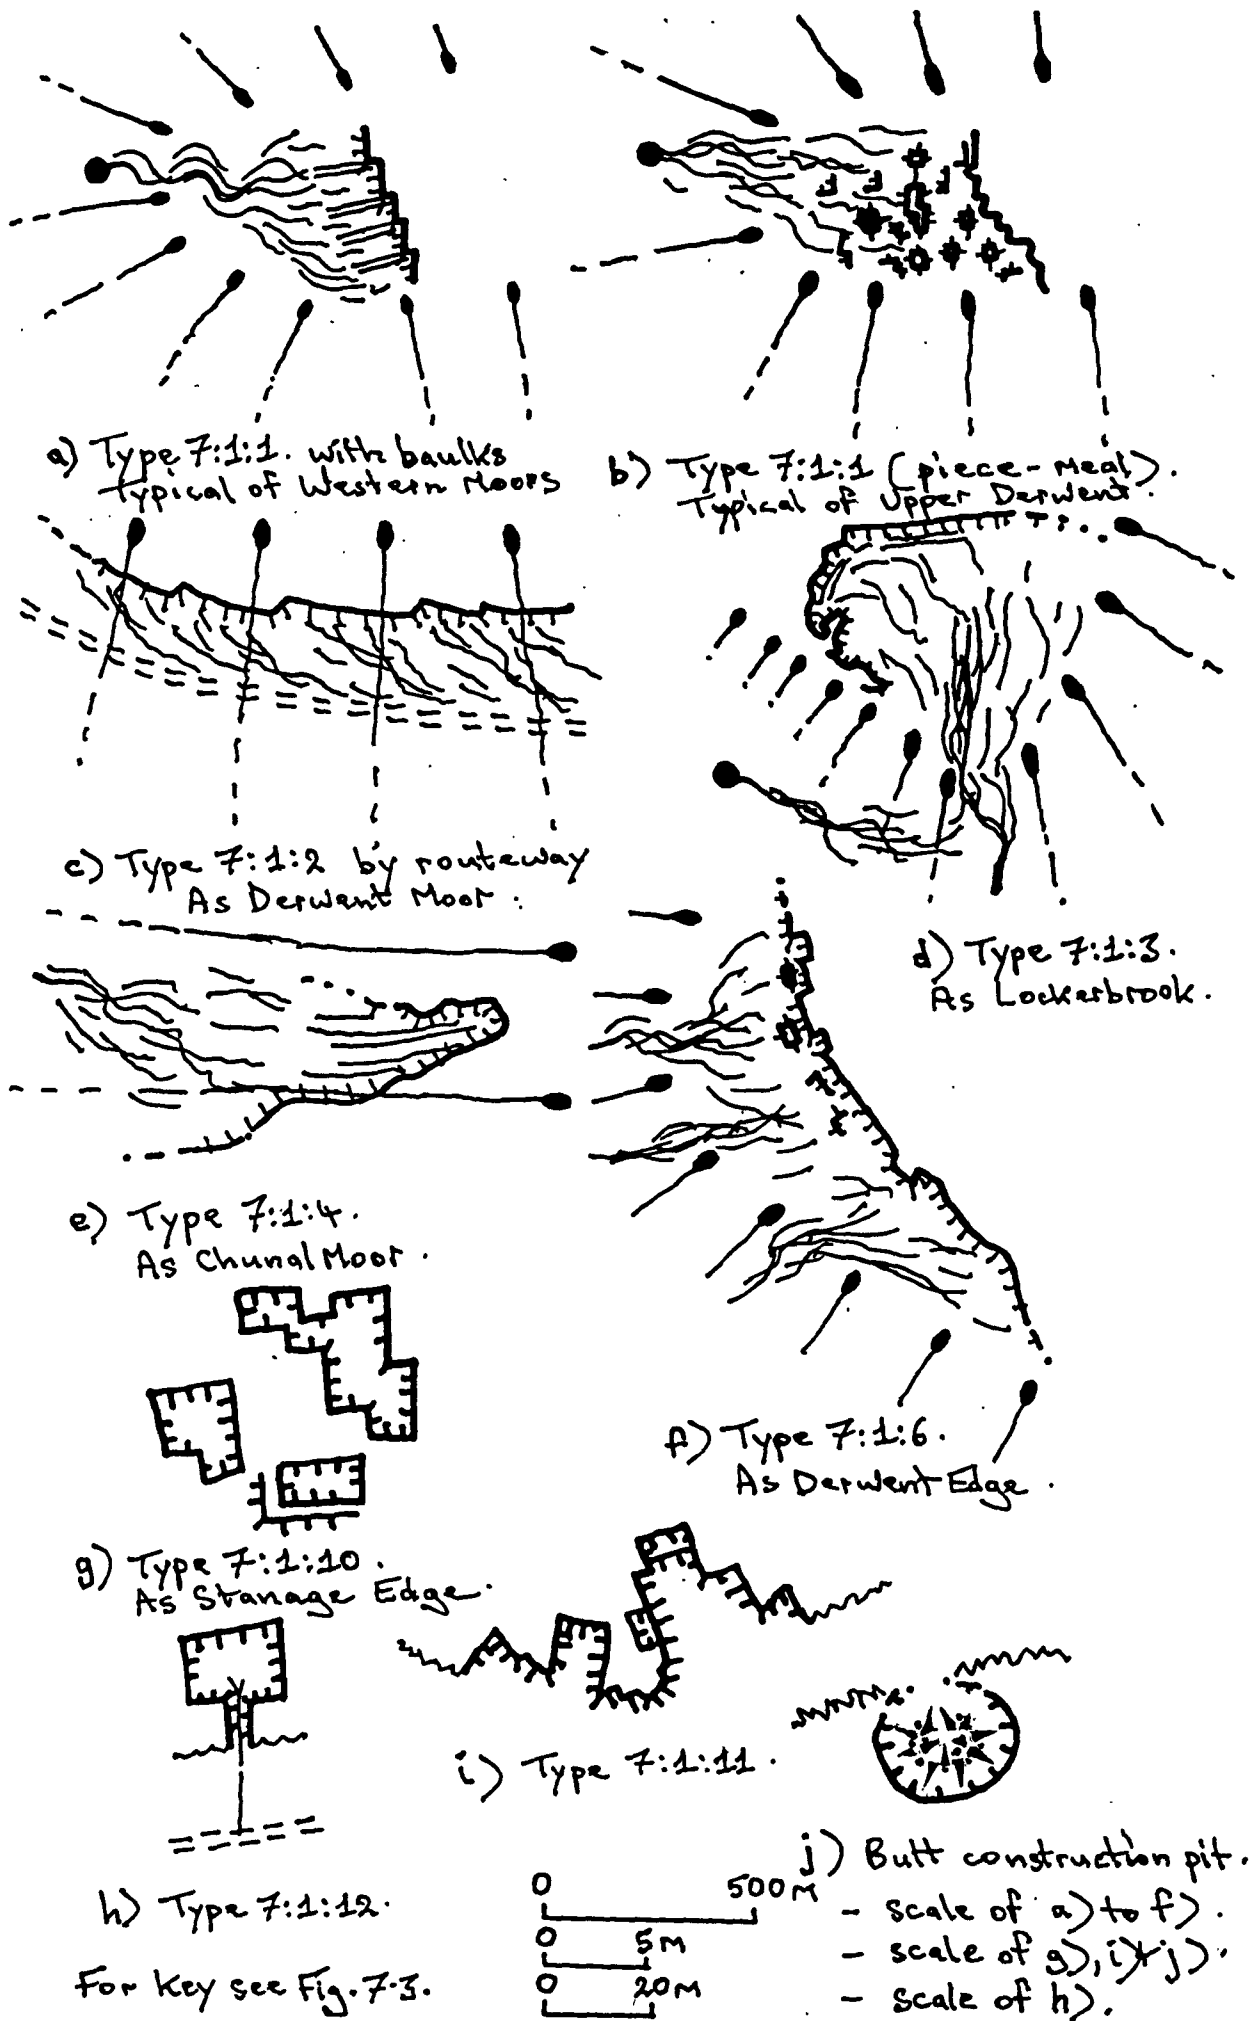 a) Type 7:1:1. with baulks
Typical of Western Moors
b) Type 7:1:1 (piece-meal).
Typical of Upper Derwent.
c) Type 7:1:2 by routeway
As Derwent Moor.
d) Type 7:1:3.
As Lockerbrook.
e) Type 7:1:4.
As Chunal Moor.
f) Type 7:1:6.
As Derwent Edge.
g) Type 7:1:10.
As Stanage Edge.
i) Type 7:1:11.
h) Type 7:1:12.
j) Butt construction pit.
0 500M - scale of a) to f).
0 5M - scale of g), i)+j).
0 20M - scale of h).
For Key see Fig. 7.3.